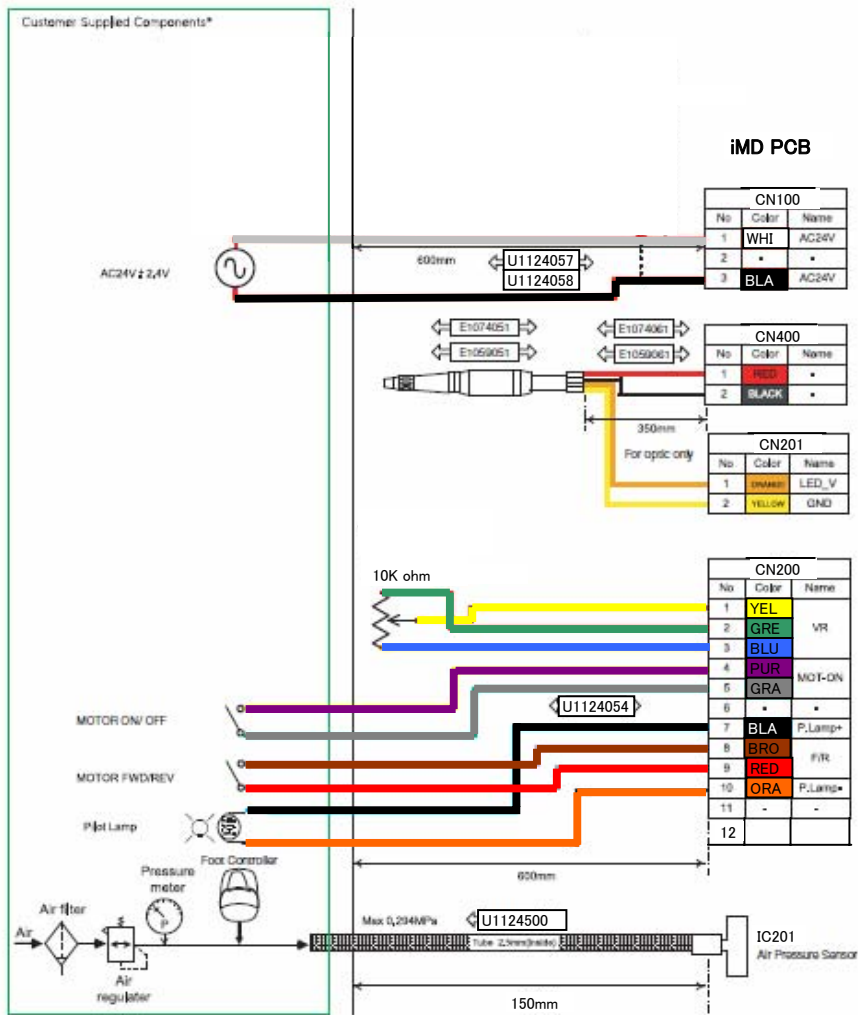 Customer Supplied Components*
iMD PCB
CN100
No Color Name
1 WHI AC24V
2 - -
3 BLA AC24V
AC24V±2,4V
600mm
U1124057
U1124058
E1074051
E1059051
E1074061
E1059061
CN400
No Color Name
1 RED -
2 BLACK -
350mm
For optic only
CN201
No Color Name
1 ORANGE LED_V
2 YELLOW GND
10K ohm
CN200
No Color Name
1 YEL
2 GRE VR
3 BLU
4 PUR MOT-ON
5 GRA
6 - -
7 BLA P.Lamp+
8 BRO F/R
9 RED
10 ORA P.Lamp-
11 - -
12
U1124054
MOTOR ON/ OFF
MOTOR FWD/REV
Pilot Lamp
600mm
Foot Controller
Pressure
meter
P
Air filter
Air
Air
regulater
Max 0,294MPa
U1124500
Tube 2,5mm(Inside)
IC201
Air Pressure Sensor
150mm